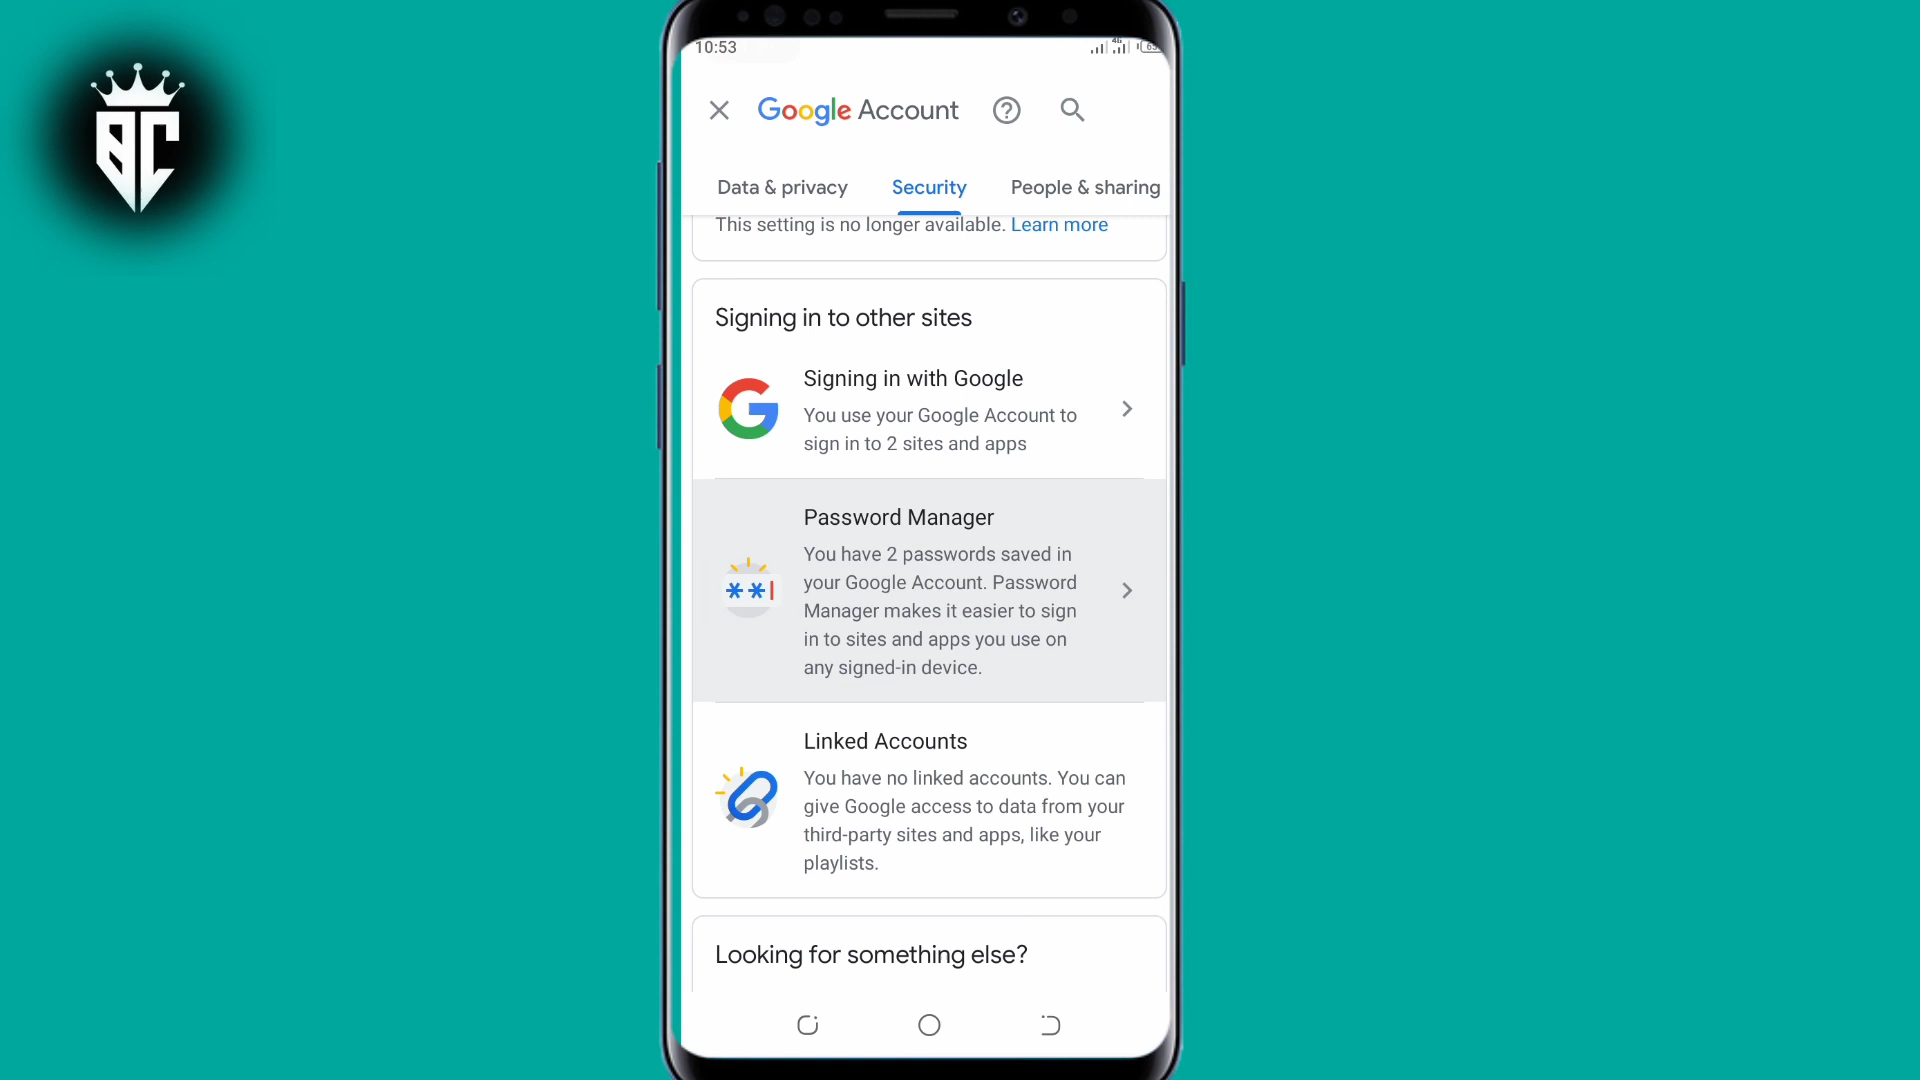 BC
10:53
4G
Google Account
Data & privacy
Security
People & sharing
This setting is no longer available. Learn more
Signing in to other sites
Signing in with Google
You use your Google Account to
sign in to 2 sites and apps
Password Manager
You have 2 passwords saved in
your Google Account. Password
Manager makes it easier to sign
in to sites and apps you use on
any signed-in device.
Linked Accounts
You have no linked accounts. You can
give Google access to data from your
third-party sites and apps, like your
playlists.
Looking for something else?